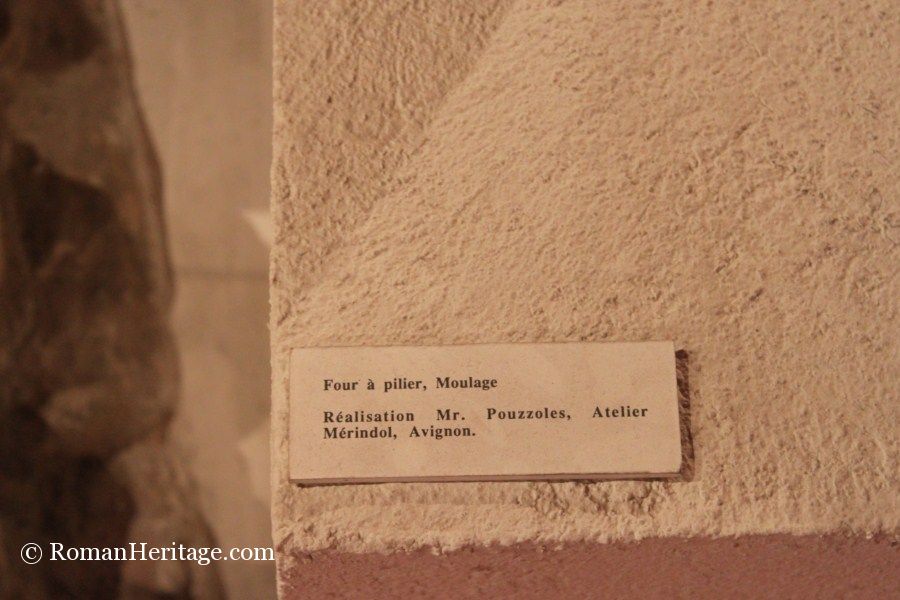 Four à pilier, Moulage
Réalisation Mr. Pouzzoles, Atelier
Mérindol, Avignon.
© RomanHeritage.com